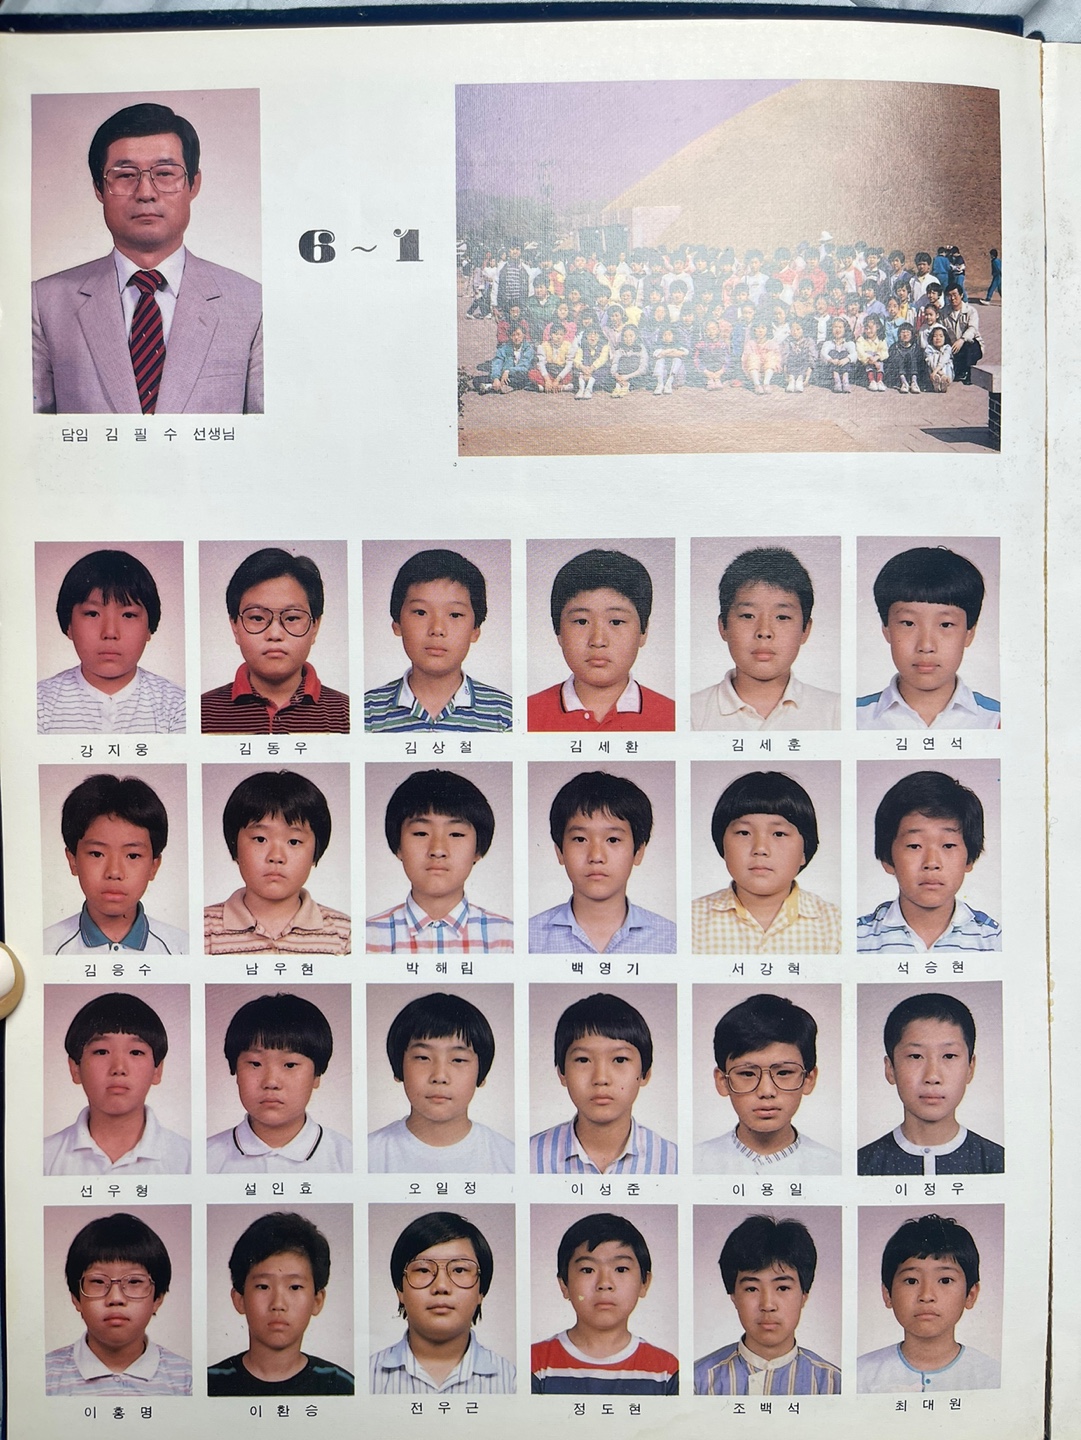 6~1
담임 김 필 수 선생님
강 지 웅 김 동 우 김 상 철 김 세 환 김 세 훈 김 연 석
김 응 수 남 우 현 박 해 립 백 영 기 서 강 혁 석 승 현
선 우 형 설 인 효 오 일 정 이 성 준 이 용 일 이 정 우
이 홍 명 이 환 승 전 우 근 정 도 현 조 백 석 최 대 원